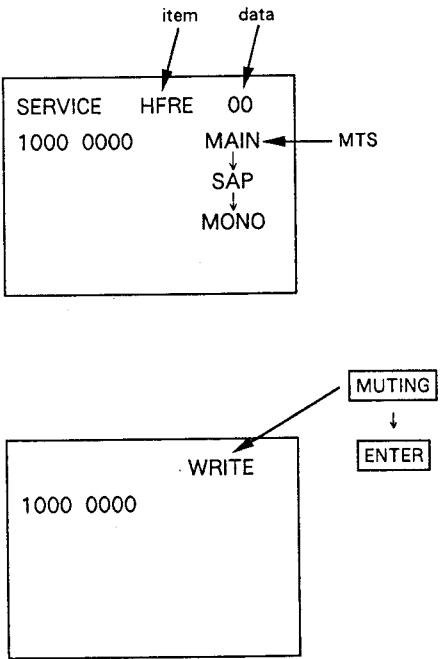 item data
SERVICE HFRE 00
1000 0000 MAIN MTS
SAP
MONO
MUTING
ENTER
WRITE
1000 0000